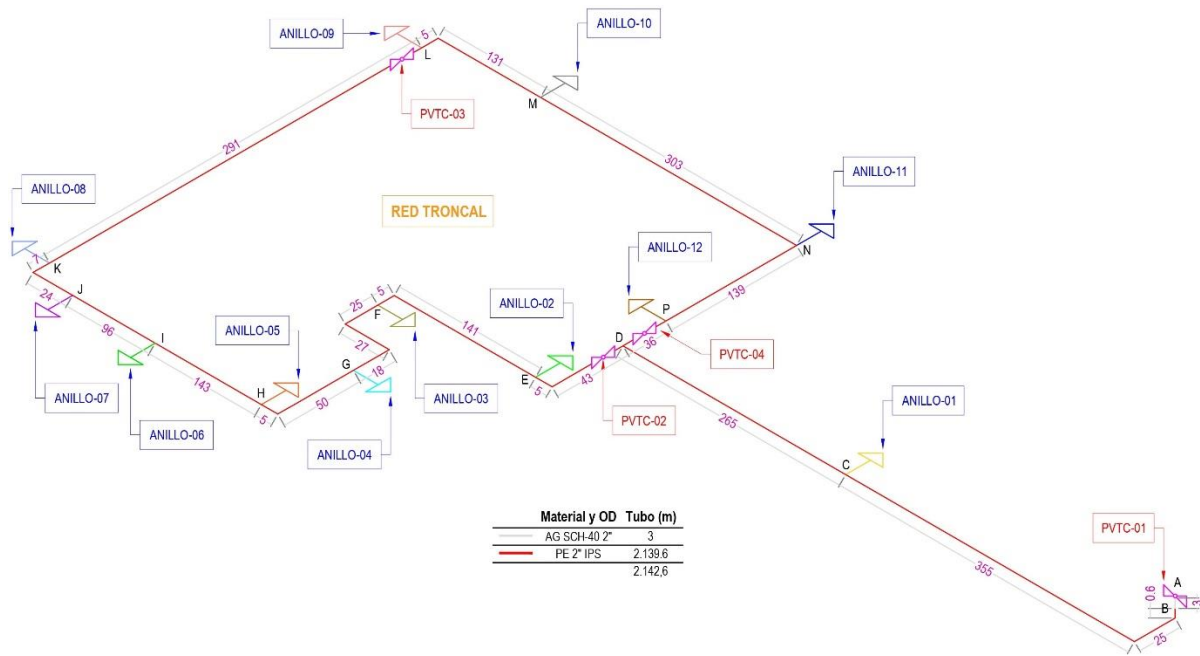 ANILLO-09
5
L
131
ANILLO-10
M
PVTC-03
291
303
ANILLO-08
ANILLO-11
RED TRONCAL
N
7
K
24
J
ANILLO-12
139
96
I
ANILLO-05
25
5
F
141
ANILLO-02
P
D
36
PVTC-04
27
G
18
E
43
5
ANILLO-07
ANILLO-06
143
H
5
50
ANILLO-04
ANILLO-03
PVTC-02
265
ANILLO-01
C
Material y OD Tubo (m)
AG SCH-40 2" 3
PE 2" IPS 2.139.6
2.142,6
355
PVTC-01
A
0.6
B
3
25